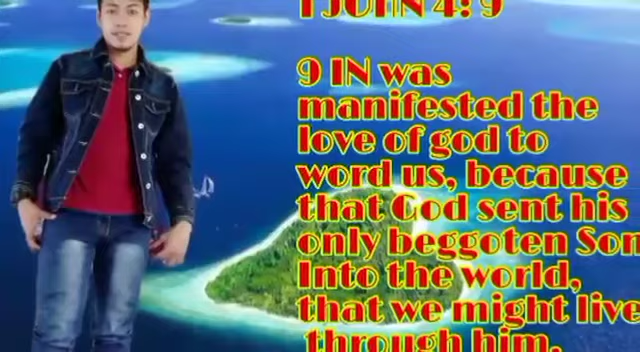 1 JOHN 4: 9
9 IN was
manifested the
love of god to
word us, because
that God sent his
only beggoten Son
Into the world,
that we might live
through him.